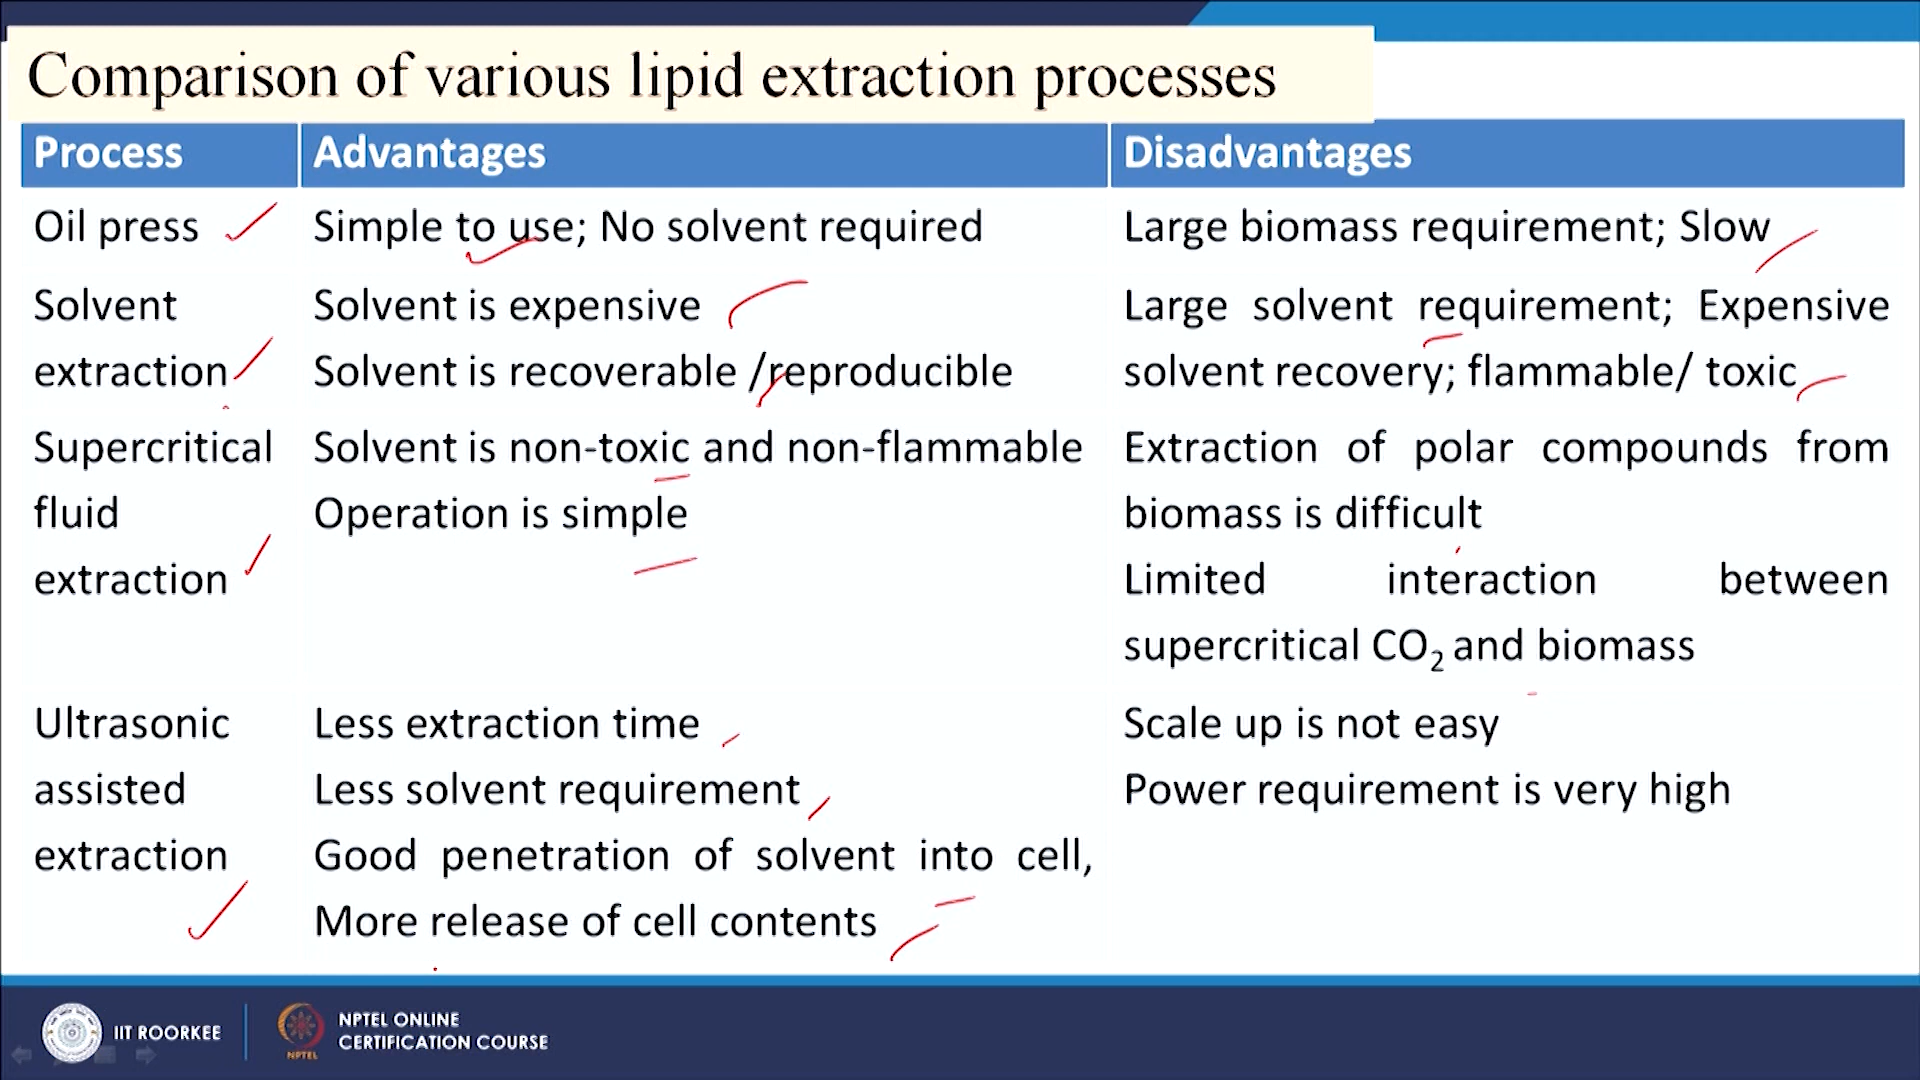 Comparison of various lipid extraction processes
Process Advantages Disadvantages
Oil press Simple to use; No solvent required Large biomass requirement; Slow
Solvent extraction
Solvent is expensive
Solvent is recoverable /reproducible
Large solvent requirement; Expensive
solvent recovery; flammable/ toxic
Supercritical
fluid
extraction
Solvent is non-toxic and non-flammable
Operation is simple
Extraction of polar compounds from
biomass is difficult
Limited interaction between
supercritical CO₂ and biomass
Ultrasonic
assisted
extraction
Less extraction time
Less solvent requirement
Good penetration of solvent into cell,
More release of cell contents
Scale up is not easy
Power requirement is very high
IIT ROORKEE
NPTEL
NPTEL ONLINE
CERTIFICATION COURSE